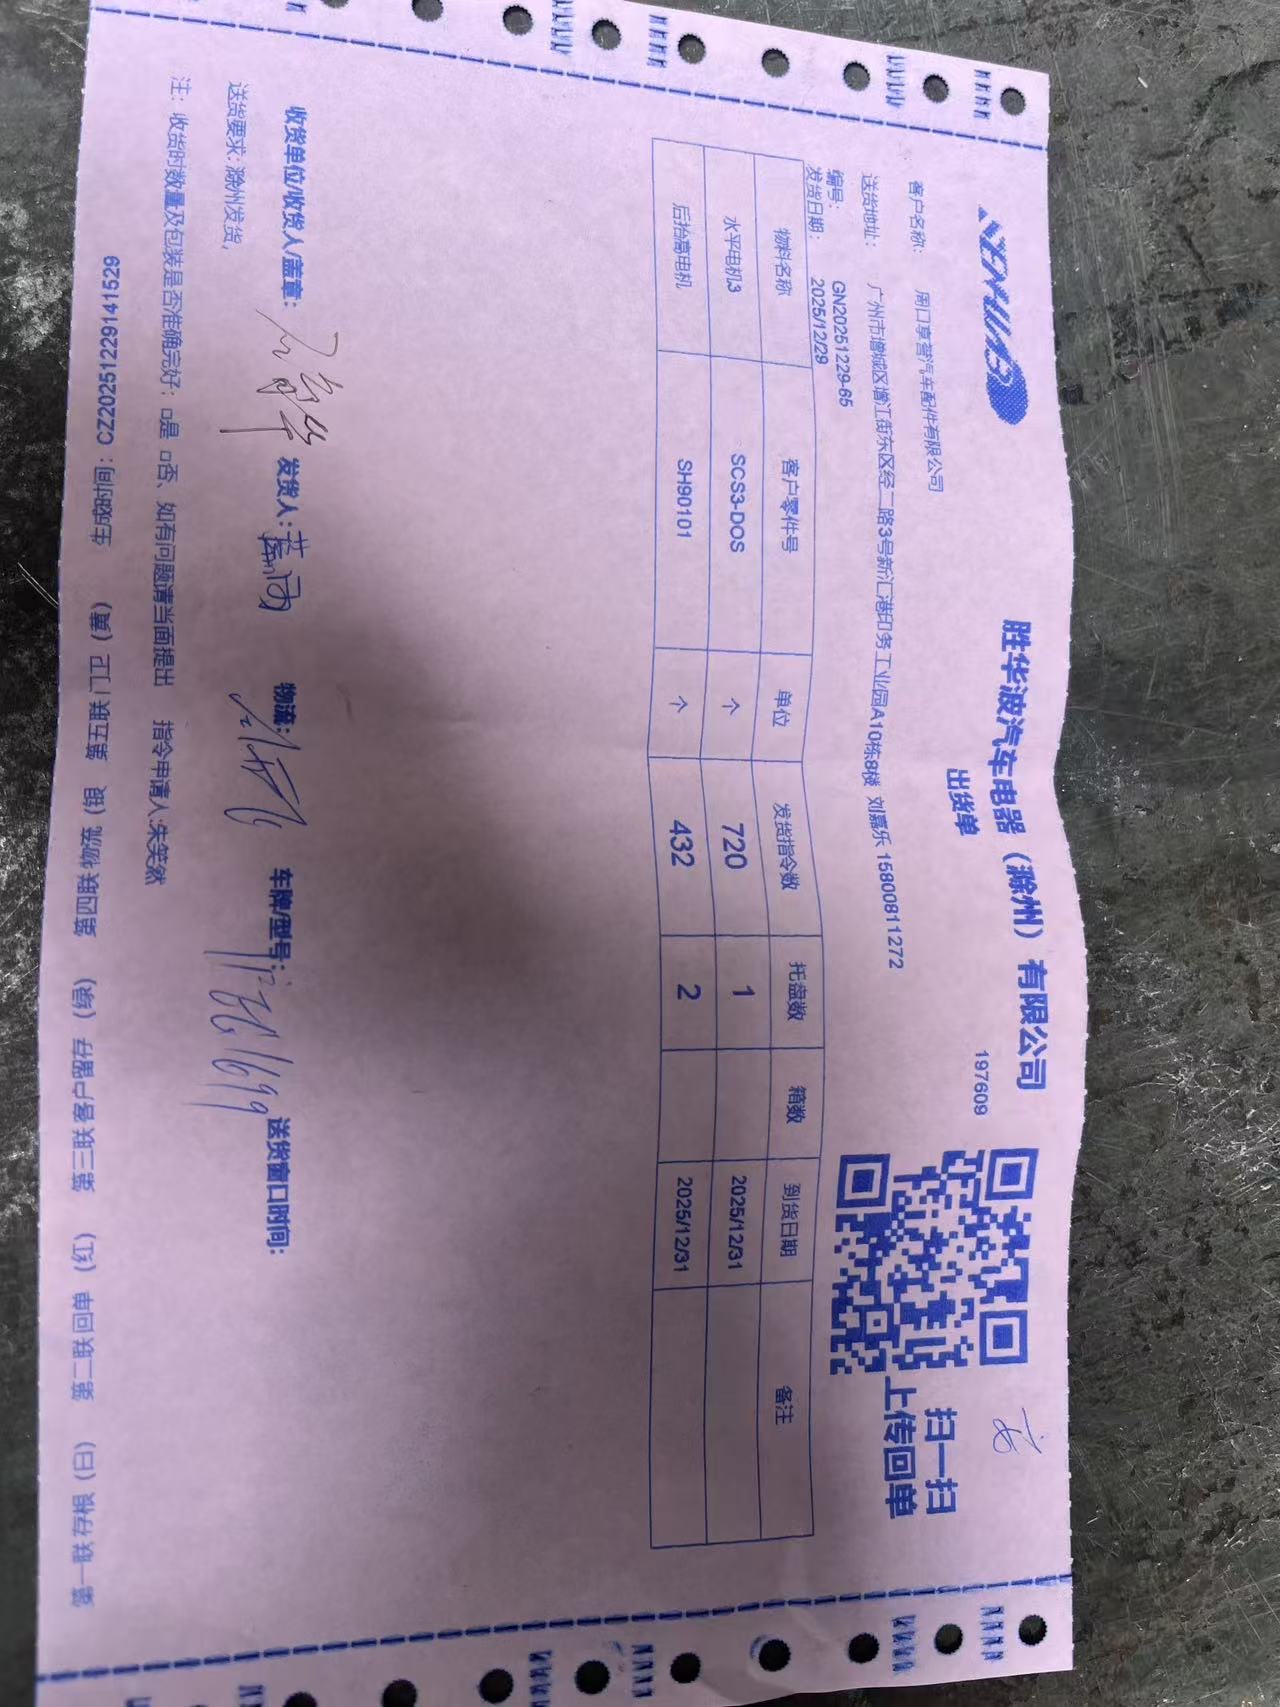 SHENGHUABO
胜华波汽车电器（滁州）有限公司
出货单
197609
扫一扫
上传回单
客户名称： 周口享誉汽车配件有限公司
送货地址： 广州市增城区增江街东区经二路3号新汇港印务工业园A10栋8楼 刘嘉乐 15800811272
编号： GN20251229-65
发货日期： 2025/12/29
物料名称 客户零件号 单位 发货指令数 托盘数 箱数 到货日期 备注
水平电机3 SCS3-DOS 个 720 1 2025/12/31
后抬高电机 SH90101 个 432 2 2025/12/31
收货单位/收货人/盖章： 发货人： 物流： 车牌/型号： 1699 送货窗口时间：
送货要求：滁州发货,
注：收货时数量及包装是否准确完好；□是 □否、如有问题请当面提出 指令申请人:朱笑然
生成时间：CZ20251229141529
第一联 存根（白） 第二联 回单（红） 第三联 客户留存（绿） 第四联 物流（银 第五联 门卫（黄）